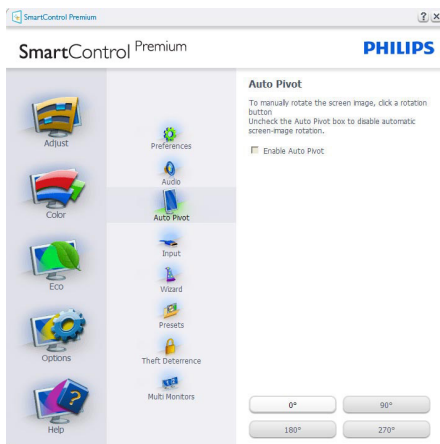 SmartControl Premium
SmartControl Premium
PHILIPS
Adjust
Color
Eco
Options
Help
Preferences
Audio
Auto Pivot
Input
Wizard
Presets
Theft Deterrence
Multi Monitors
Auto Pivot
To manually rotate the screen image, click a rotation
button
Uncheck the Auto Pivot box to disable automatic
screen-image rotation.
Enable Auto Pivot
0°
90°
180°
270°